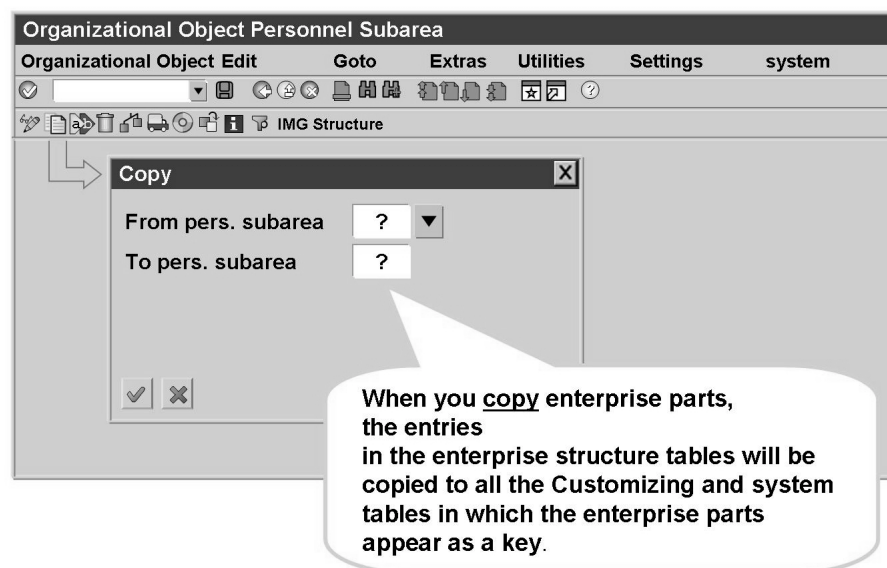 Organizational Object Personnel Subarea
Organizational Object Edit Goto Extras Utilities Settings system
IMG Structure
Copy X
From pers. subarea ?
To pers. subarea ?
When you copy enterprise parts,
the entries
in the enterprise structure tables will be
copied to all the Customizing and system
tables in which the enterprise parts
appear as a key.